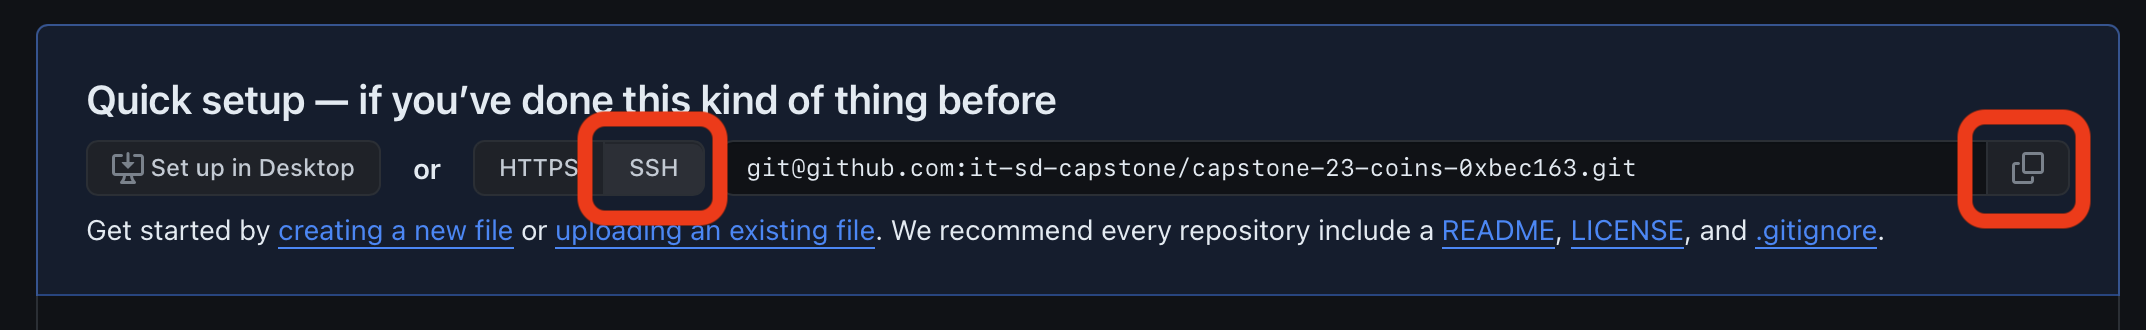 Quick setup — if you’ve done this kind of thing before
Set up in Desktop or HTTPS SSH git@github.com:it-sd-capstone/capstone-23-coins-0xbec163.git
Get started by creating a new file or uploading an existing file. We recommend every repository include a README, LICENSE, and .gitignore.